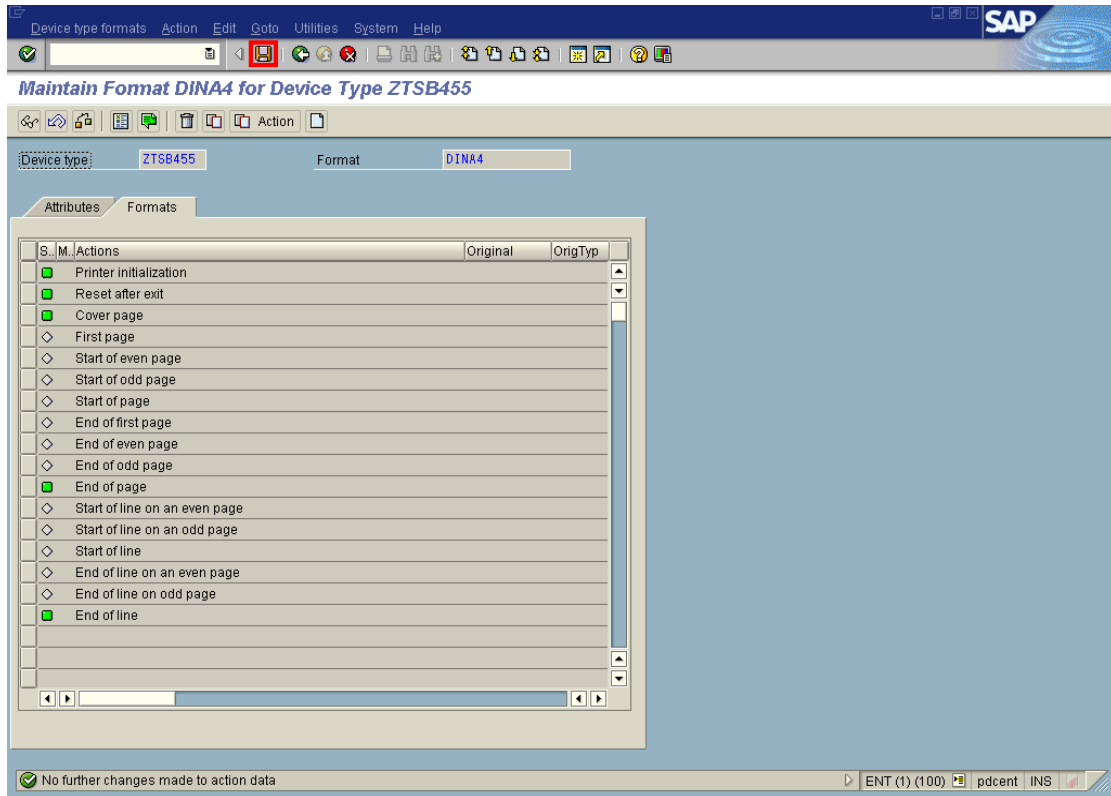 Device type formats Action Edit Goto Utilities System Help
SAP
Maintain Format DINA4 for Device Type ZTSB455
Action
Device type ZTSB455 Format DINA4
Attributes Formats
S.. M.. Actions Original OrigTyp
Printer initialization
Reset after exit
Cover page
First page
Start of even page
Start of odd page
Start of page
End of first page
End of even page
End of odd page
End of page
Start of line on an even page
Start of line on an odd page
Start of line
End of line on an even page
End of line on odd page
End of line
No further changes made to action data ENT (1) (100) pdcent INS